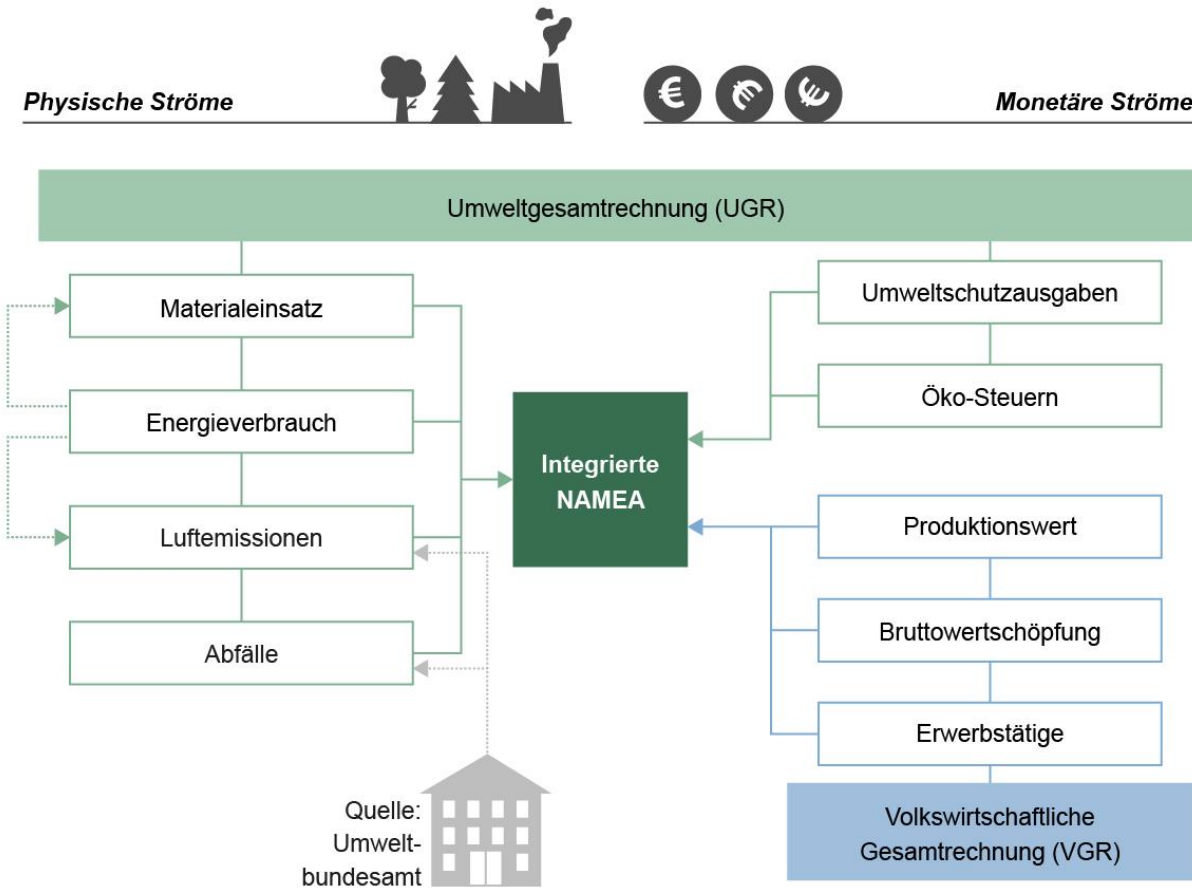 Physische Ströme
Monetäre Ströme
€ € €
Umweltgesamtrechnung (UGR)
Materialeinsatz
Energieverbrauch
Luftemissionen
Abfälle
Integrierte
NAMEA
Umweltschutzausgaben
Öko-Steuern
Produktionswert
Bruttowertschöpfung
Erwerbstätige
Volkswirtschaftliche
Gesamtrechnung (VGR)
Quelle:
Umwelt-
bundesamt